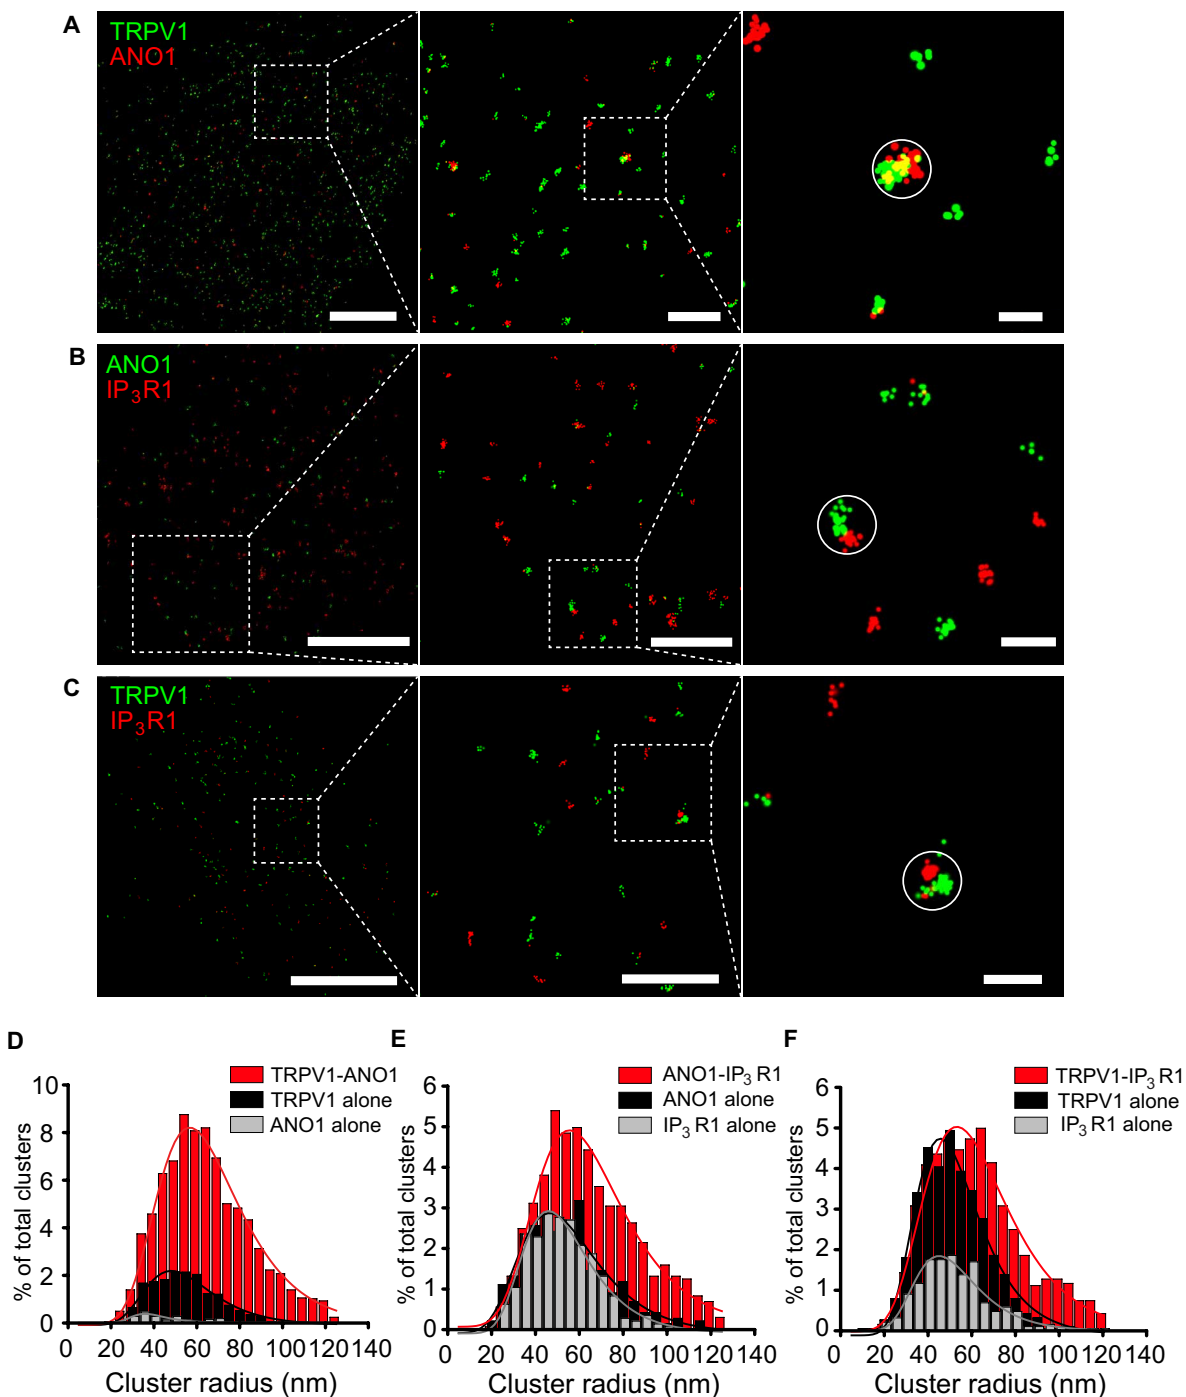 A
TRPV1
ANO1
B
ANO1
IP3R1
C
TRPV1
IP3R1
D
TRPV1-ANO1
TRPV1 alone
ANO1 alone
% of total clusters
10
8
6
4
2
0
0 20 40 60 80 100 120 140
Cluster radius (nm)
E
ANO1-IP3 R1
ANO1 alone
IP3 R1 alone
% of total clusters
6
5
4
3
2
1
0
0 20 40 60 80 100 120 140
Cluster radius (nm)
F
TRPV1-IP3 R1
TRPV1 alone
IP3 R1 alone
% of total clusters
6
5
4
3
2
1
0
0 20 40 60 80 100 120 140
Cluster radius (nm)